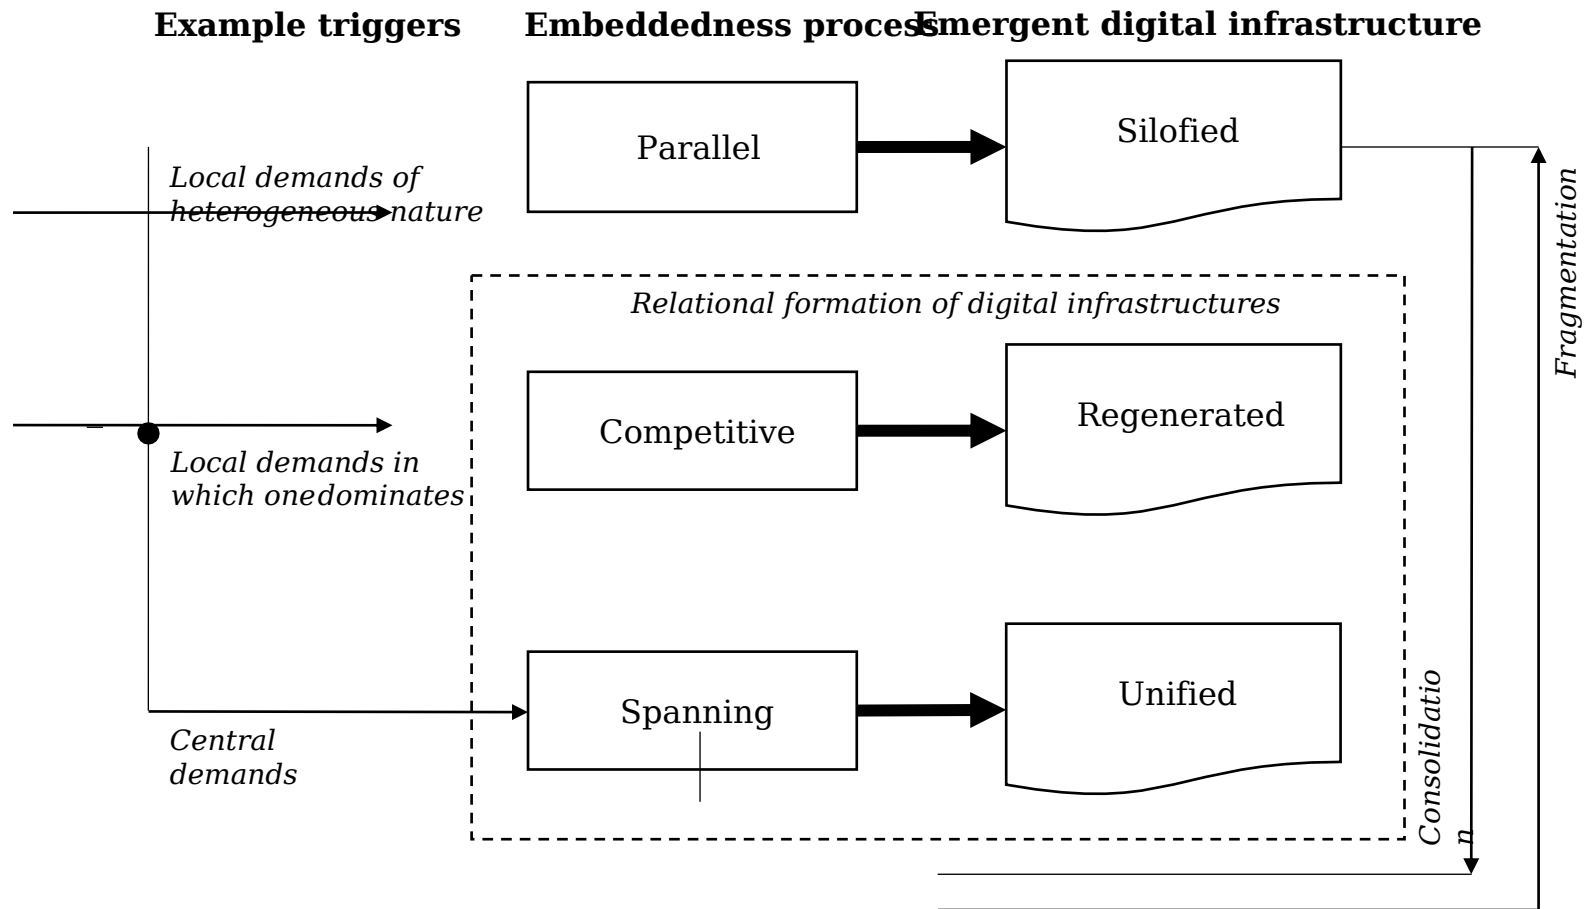 Example triggers
Embeddedness process
Emergent digital infrastructure
Parallel
Silofied
Local demands of
heterogeneous nature
Fragmentation
Relational formation of digital infrastructures
Competitive
Regenerated
Local demands in
which onedominates
Spanning
Unified
Central
demands
Consolidatio
n